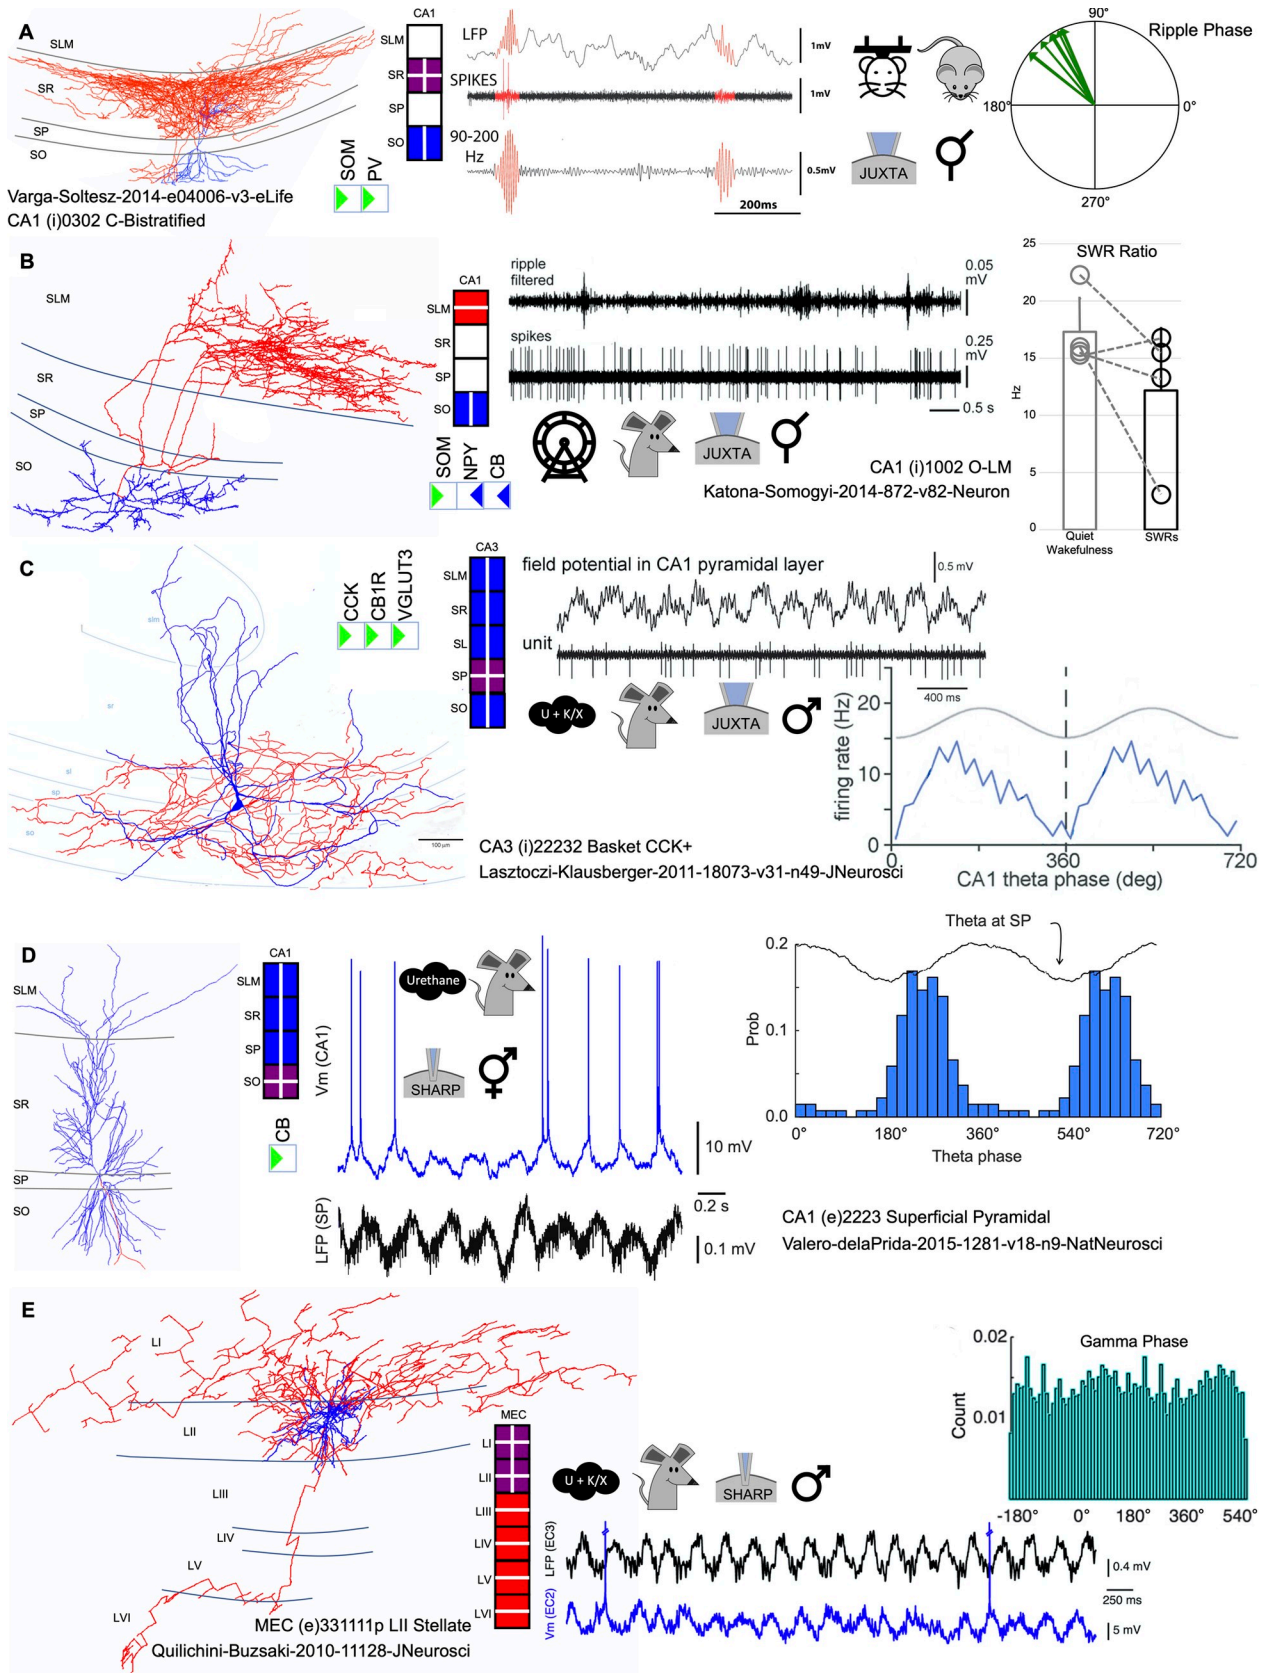 A
SLM
SR
SP
SO
Varga-Soltesz-2014-e04006-v3-eLife
CA1 (i)0302 C-Bistratified
SOM
PV
CA1
SLM
SR
SP
SO
LFP
SPIKES
90-200
Hz
1mV
1mV
0.5mV
200ms
JUXTA
90°
Ripple Phase
180°
0°
270°
B
SLM
SR
SP
SO
CA1
SLM
SR
SP
SO
SOM
NPY
CB
ripple
filtered
0.05
mV
spikes
0.25
mV
0.5 s
JUXTA
CA1 (i)1002 O-LM
Katona-Somogyi-2014-872-v82-Neuron
SWR Ratio
25
20
15
10
5
0
Hz
Quiet
Wakefulness
SWRs
C
slm
sr
sl
sp
so
100 µm
CCK
CB1R
VGLUT3
CA3
SLM
SR
SL
SP
SO
field potential in CA1 pyramidal layer
0.5 mV
unit
400 ms
U + K/X
JUXTA
CA3 (i)22232 Basket CCK+
Lasztoczi-Klausberger-2011-18073-v31-n49-JNeurosci
firing rate (Hz)
20
10
0
0
360
720
CA1 theta phase (deg)
D
SLM
SR
SP
SO
CA1
SLM
SR
SP
SO
CB
Vm (CA1)
Urethane
SHARP
10 mV
0.2 s
LFP (SP)
0.1 mV
Theta at SP
Prob
0.2
0.1
0.0
0°
180°
360°
540°
720°
Theta phase
CA1 (e)2223 Superficial Pyramidal
Valero-delaPrida-2015-1281-v18-n9-NatNeurosci
E
LI
LII
LIII
LIV
LV
LVI
MEC (e)331111p LII Stellate
Quilichini-Buzsaki-2010-11128-JNeurosci
MEC
LI
LII
LIII
LIV
LV
LVI
U + K/X
SHARP
LFP (EC3)
0.4 mV
250 ms
Vm (EC2)
5 mV
Gamma Phase
Count
0.02
0.01
-180°
0°
180°
360°
540°